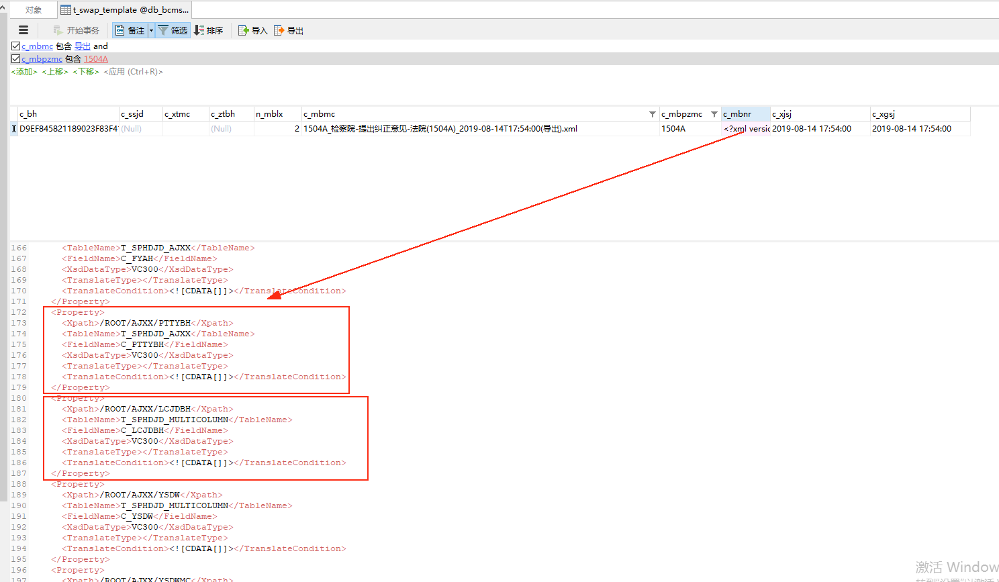 对象 t_swap_template @db_bcms...
开始事务 备注 筛选 排序 导入 导出
c_mbmc 包含 导出 and
c_mbpzmc 包含 1504A
<添加> <上移> <下移> <应用 (Ctrl+R)>
c_bh c_ssjd c_xtmc c_ztbh n_mblx c_mbmc c_mbpzmc c_mbnr c_xjsj c_xgsj
D9EF845821189023F83F4 (Null) (Null) 2 1504A_检察院-提出纠正意见-法院(1504A)_2019-08-14T17:54:00(导出).xml 1504A <?xml versic 2019-08-14 17:54:00 2019-08-14 17:54:00
166 <TableName>T_SPHDJD_AJXX</TableName>
167 <FieldName>C_FYAH</FieldName>
168 <XsdDataType>VC300</XsdDataType>
169 <TranslateType></TranslateType>
170 <TranslateCondition><![CDATA[]]></TranslateCondition>
171 </Property>
172 <Property>
173 <Xpath>/ROOT/AJXX/PTTYBH</Xpath>
174 <TableName>T_SPHDJD_AJXX</TableName>
175 <FieldName>C_PTTYBH</FieldName>
176 <XsdDataType>VC300</XsdDataType>
177 <TranslateType></TranslateType>
178 <TranslateCondition><![CDATA[]]></TranslateCondition>
179 </Property>
180 <Property>
181 <Xpath>/ROOT/AJXX/LCJDBH</Xpath>
182 <TableName>T_SPHDJD_MULTICOLUMN</TableName>
183 <FieldName>C_LCJDBH</FieldName>
184 <XsdDataType>VC300</XsdDataType>
185 <TranslateType></TranslateType>
186 <TranslateCondition><![CDATA[]]></TranslateCondition>
187 </Property>
188 <Property>
189 <Xpath>/ROOT/AJXX/YSDW</Xpath>
190 <TableName>T_SPHDJD_MULTICOLUMN</TableName>
191 <FieldName>C_YSDW</FieldName>
192 <XsdDataType>VC300</XsdDataType>
193 <TranslateType></TranslateType>
194 <TranslateCondition><![CDATA[]]></TranslateCondition>
195 </Property>
196 <Property>
197 <Xpath>/ROOT/AJXX/YSDWMC</Xpath>
激活 Window